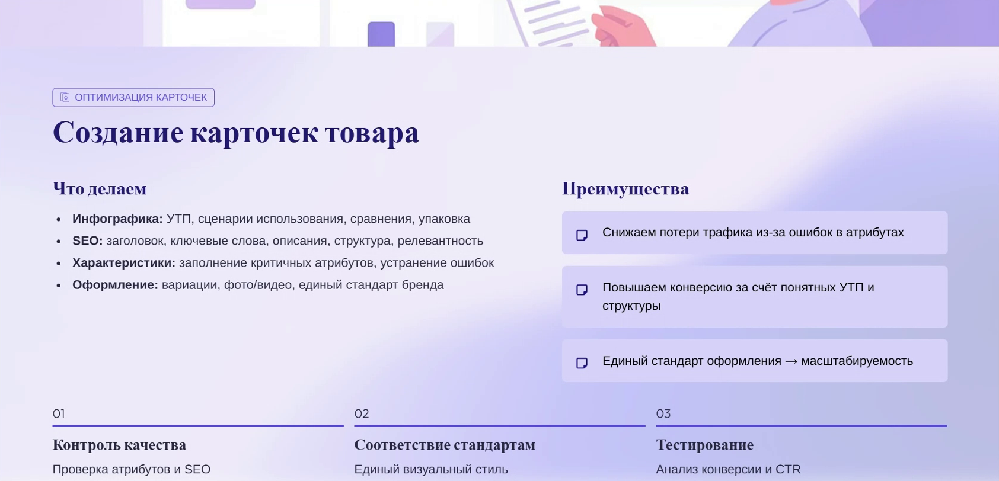 ОПТИМИЗАЦИЯ КАРТОЧЕК
Создание карточек товара
Что делаем
• Инфографика: УТП, сценарии использования, сравнения, упаковка
• SEO: заголовок, ключевые слова, описания, структура, релевантность
• Характеристики: заполнение критичных атрибутов, устранение ошибок
• Оформление: вариации, фото/видео, единый стандарт бренда
Преимущества
Снижаем потери трафика из-за ошибок в атрибутах
Повышаем конверсию за счёт понятных УТП и
структуры
Единый стандарт оформления → масштабируемость
01
Контроль качества
Проверка атрибутов и SEO
02
Соответствие стандартам
Единый визуальный стиль
03
Тестирование
Анализ конверсии и CTR